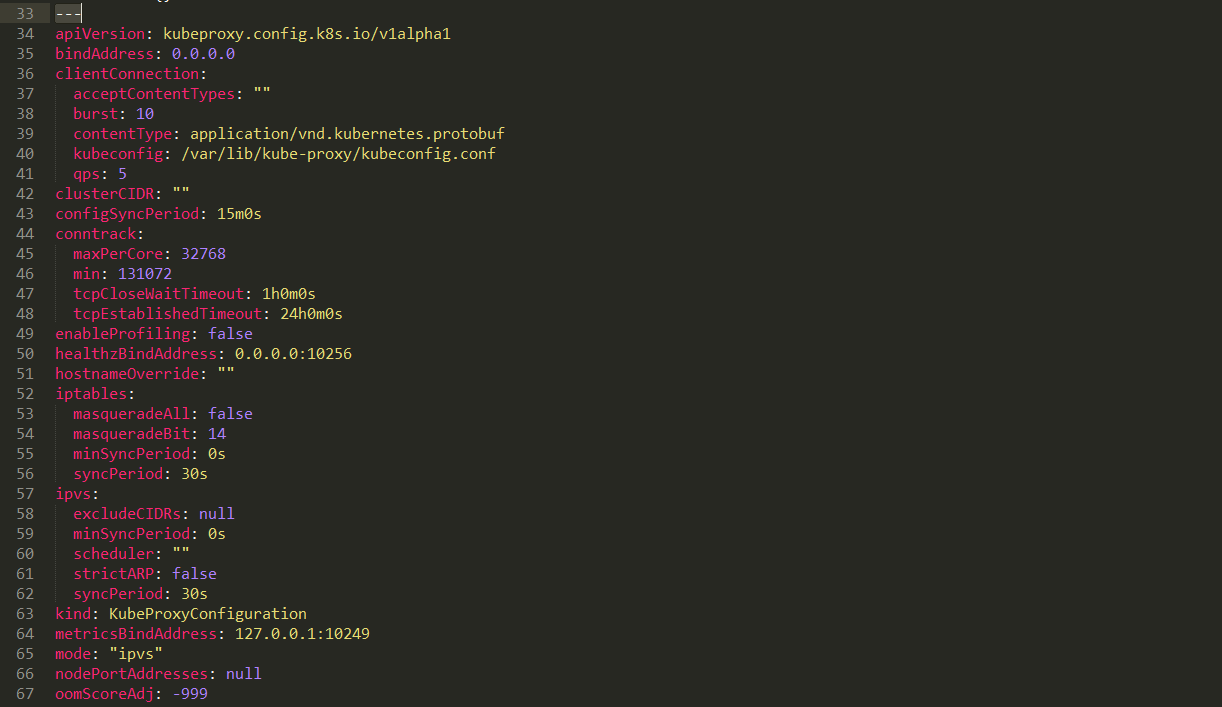 33 ---
34 apiVersion: kubeproxy.config.k8s.io/v1alpha1
35 bindAddress: 0.0.0.0
36 clientConnection:
37   acceptContentTypes: ""
38   burst: 10
39   contentType: application/vnd.kubernetes.protobuf
40   kubeconfig: /var/lib/kube-proxy/kubeconfig.conf
41   qps: 5
42 clusterCIDR: ""
43 configSyncPeriod: 15m0s
44 conntrack:
45   maxPerCore: 32768
46   min: 131072
47   tcpCloseWaitTimeout: 1h0m0s
48   tcpEstablishedTimeout: 24h0m0s
49 enableProfiling: false
50 healthzBindAddress: 0.0.0.0:10256
51 hostnameOverride: ""
52 iptables:
53   masqueradeAll: false
54   masqueradeBit: 14
55   minSyncPeriod: 0s
56   syncPeriod: 30s
57 ipvs:
58   excludeCIDRs: null
59   minSyncPeriod: 0s
60   scheduler: ""
61   strictARP: false
62   syncPeriod: 30s
63 kind: KubeProxyConfiguration
64 metricsBindAddress: 127.0.0.1:10249
65 mode: "ipvs"
66 nodePortAddresses: null
67 oomScoreAdj: -999